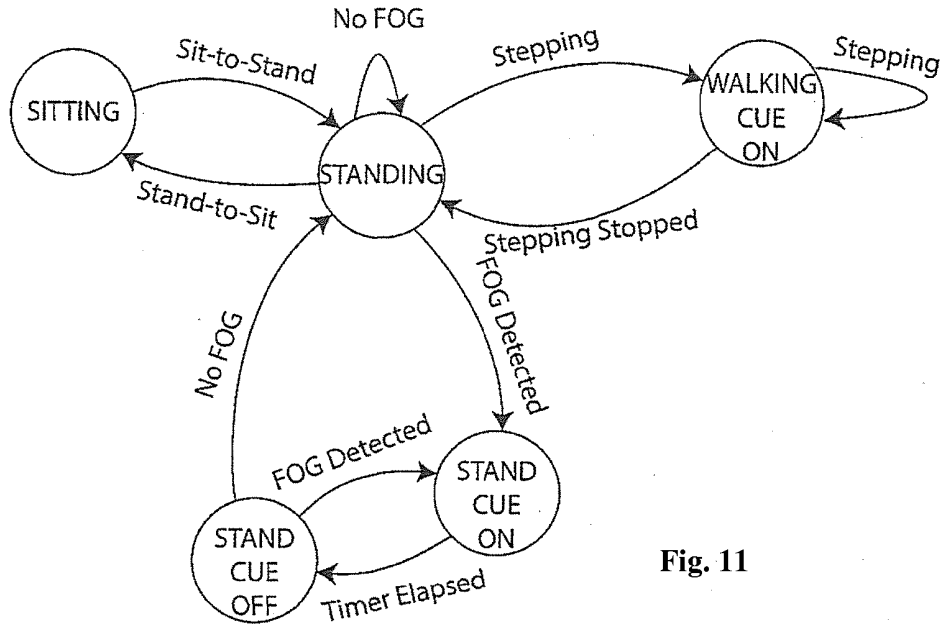 No FOG
Sit-to-Stand
Stepping
Stepping
SITTING
WALKING
CUE
ON
STANDING
Stand-to-Sit
Stepping Stopped
FOG Detected
No FOG
FOG Detected
STAND
CUE
ON
STAND
CUE
OFF
Timer Elapsed
Fig. 11